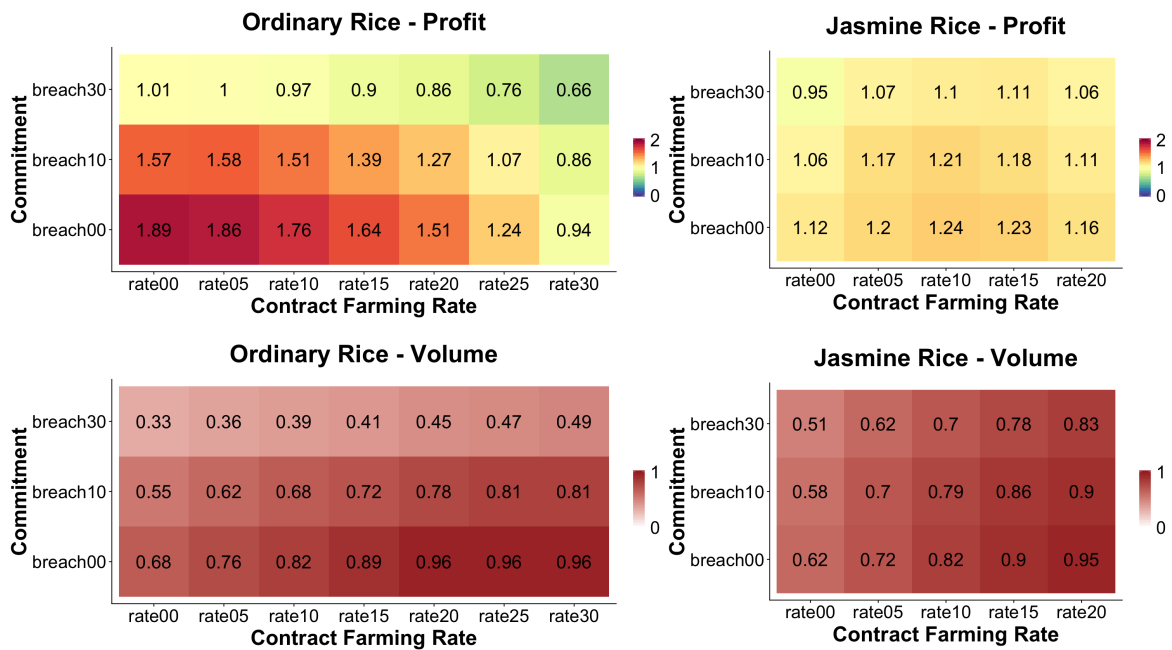 Ordinary Rice - Profit
Commitment
breach30 1.01 1 0.97 0.9 0.86 0.76 0.66
breach10 1.57 1.58 1.51 1.39 1.27 1.07 0.86
breach00 1.89 1.86 1.76 1.64 1.51 1.24 0.94
rate00 rate05 rate10 rate15 rate20 rate25 rate30
Contract Farming Rate
2
1
0
Jasmine Rice - Profit
Commitment
breach30 0.95 1.07 1.1 1.11 1.06
breach10 1.06 1.17 1.21 1.18 1.11
breach00 1.12 1.2 1.24 1.23 1.16
rate00 rate05 rate10 rate15 rate20
Contract Farming Rate
2
1
0
Ordinary Rice - Volume
Commitment
breach30 0.33 0.36 0.39 0.41 0.45 0.47 0.49
breach10 0.55 0.62 0.68 0.72 0.78 0.81 0.81
breach00 0.68 0.76 0.82 0.89 0.96 0.96 0.96
rate00 rate05 rate10 rate15 rate20 rate25 rate30
Contract Farming Rate
1
0
Jasmine Rice - Volume
Commitment
breach30 0.51 0.62 0.7 0.78 0.83
breach10 0.58 0.7 0.79 0.86 0.9
breach00 0.62 0.72 0.82 0.9 0.95
rate00 rate05 rate10 rate15 rate20
Contract Farming Rate
1
0